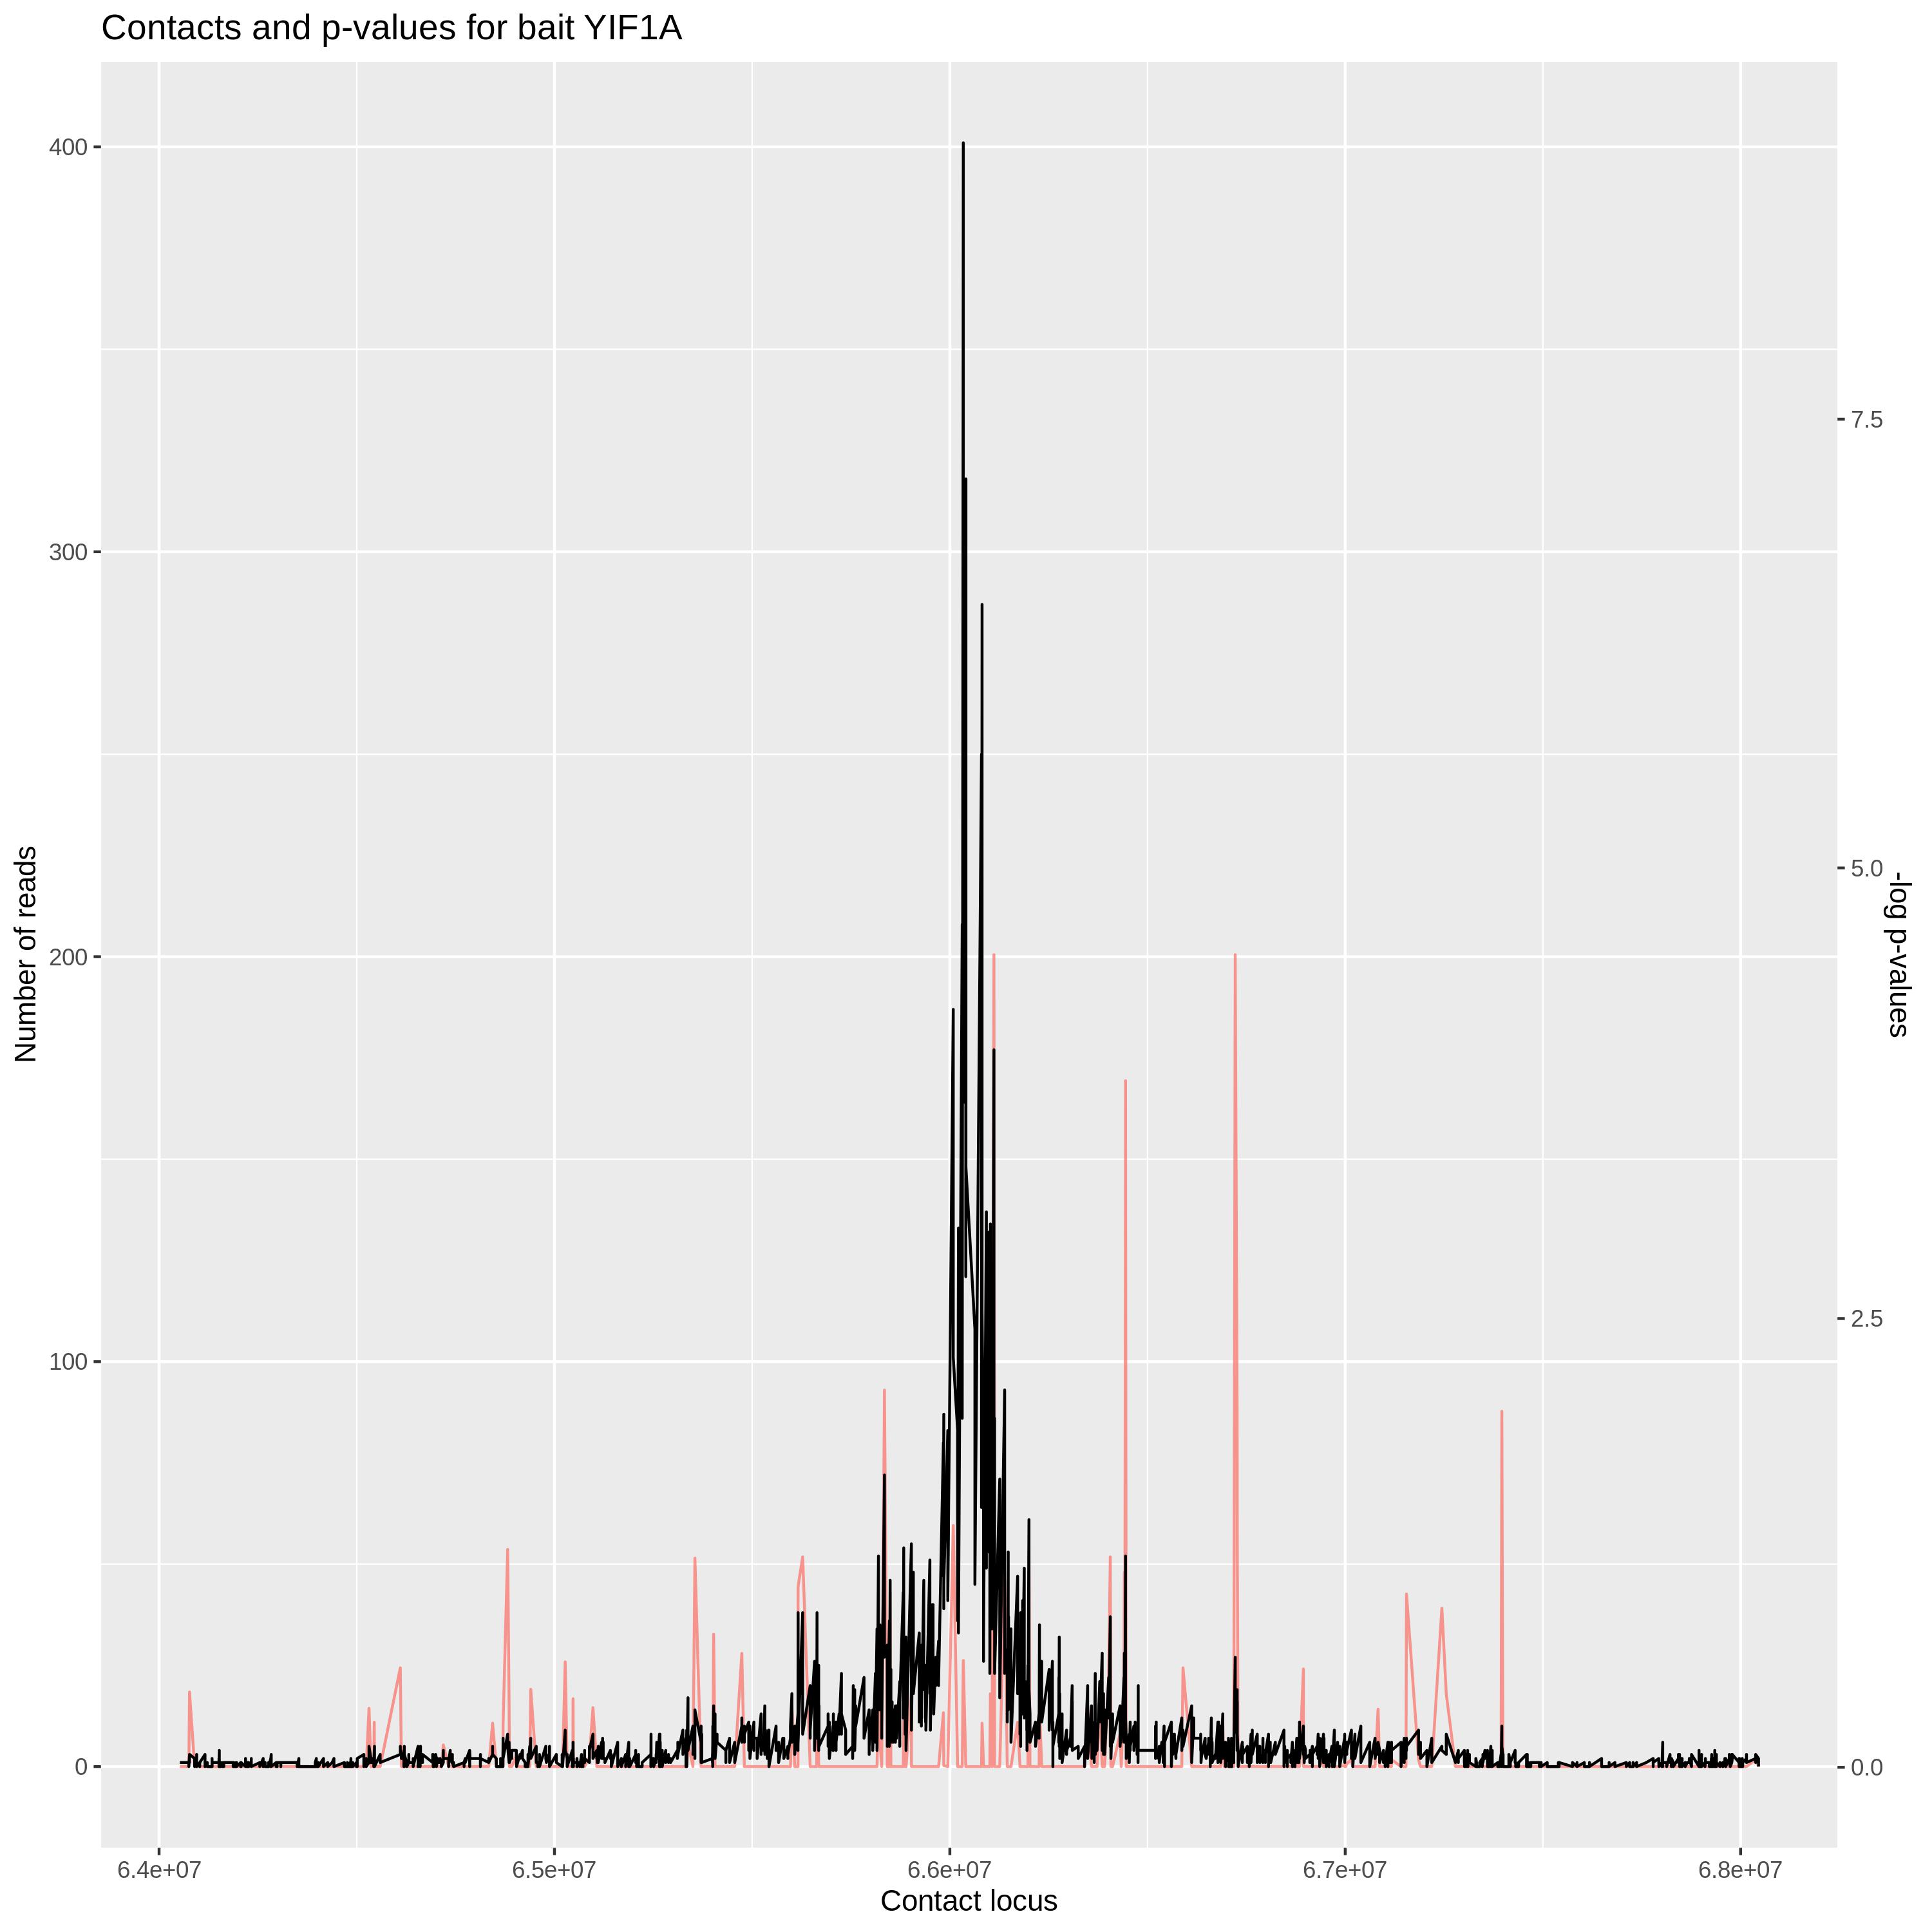 Contacts and p-values for bait YIF1A
400
300
200
100
0
Number of reads
7.5
5.0
2.5
0.0
-log p-values
6.4e+07
6.5e+07
6.6e+07
6.7e+07
6.8e+07
Contact locus